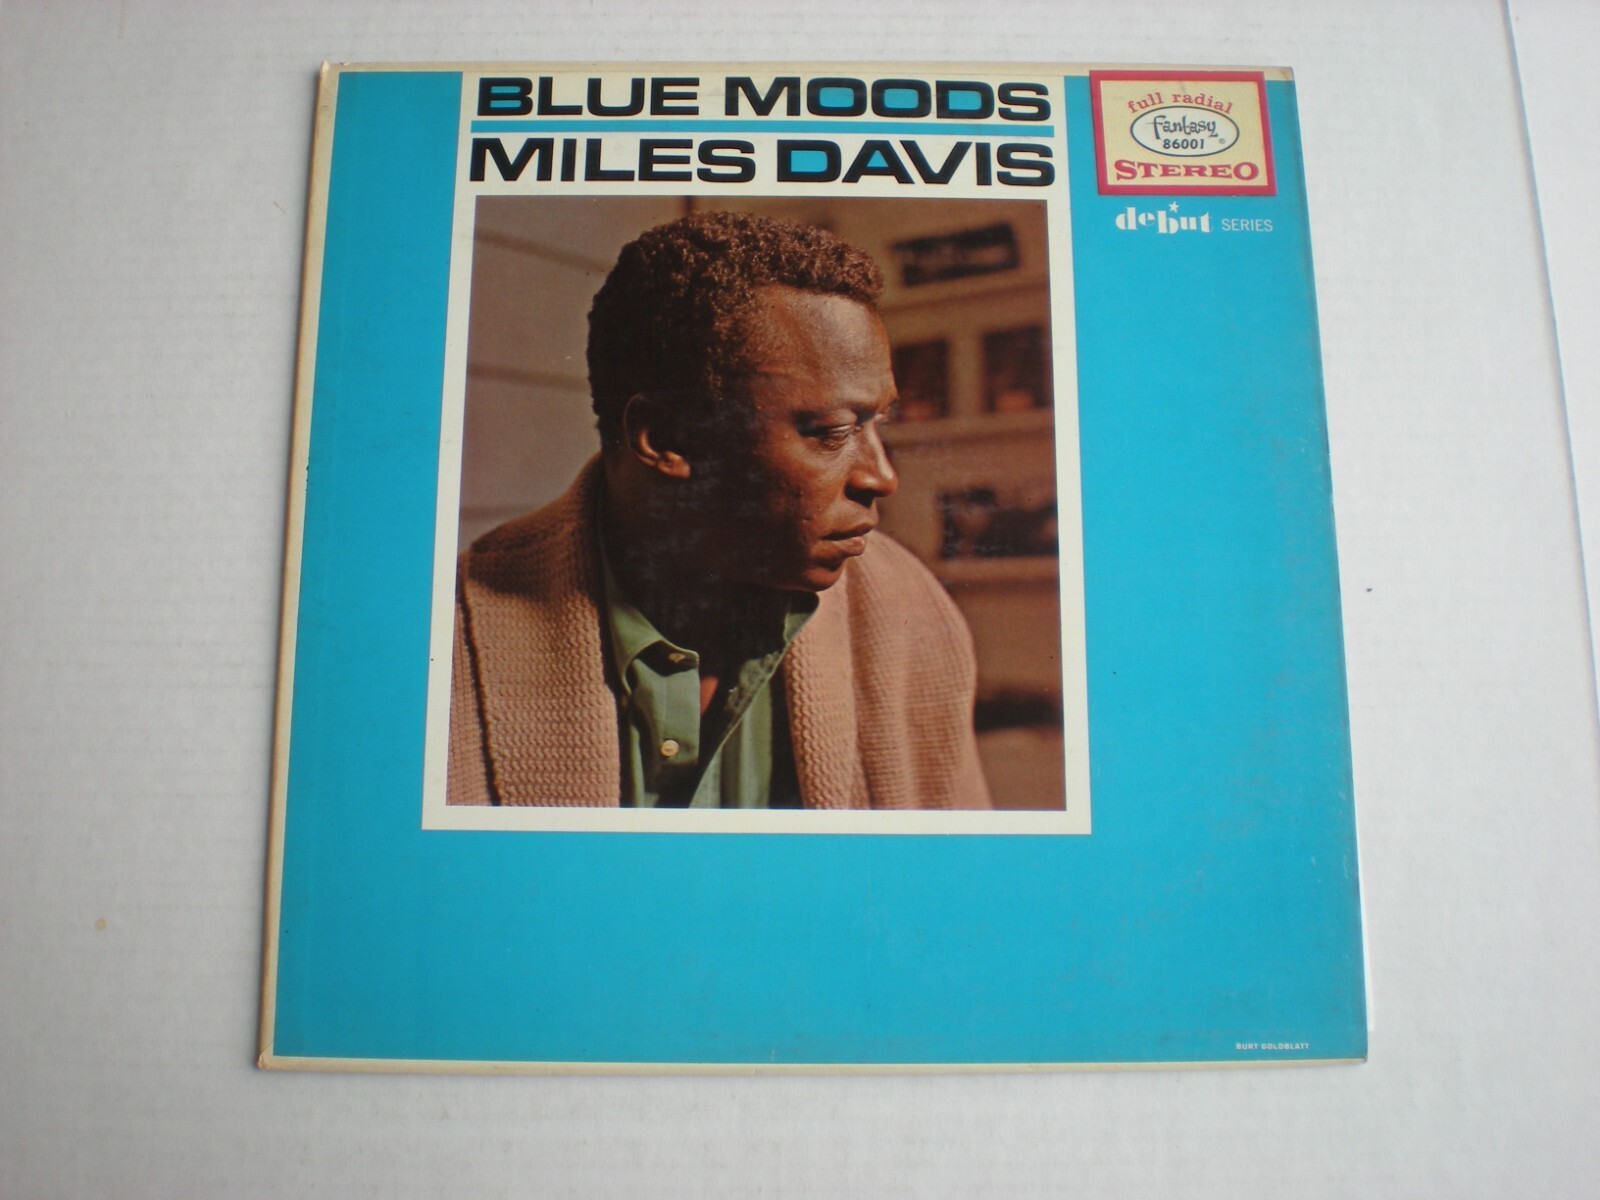 BLUE MOODS
MILES DAVIS
full radial
Fantasy ®
86001
STEREO
debut SERIES
BURT GOLDBLATT